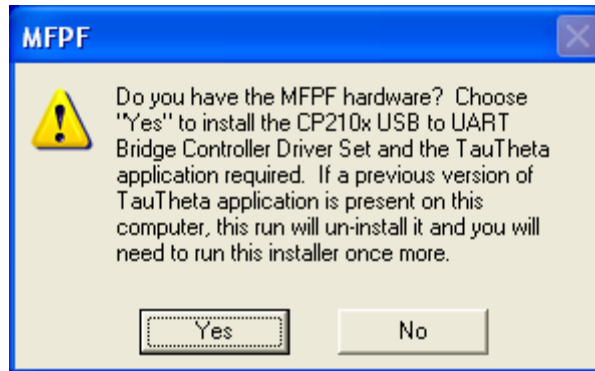 MFPF
Do you have the MFPF hardware?  Choose
"Yes" to install the CP210x USB to UART
Bridge Controller Driver Set and the TauTheta
application required.  If a previous version of
TauTheta application is present on this
computer, this run will un-install it and you will
need to run this installer once more.
Yes
No